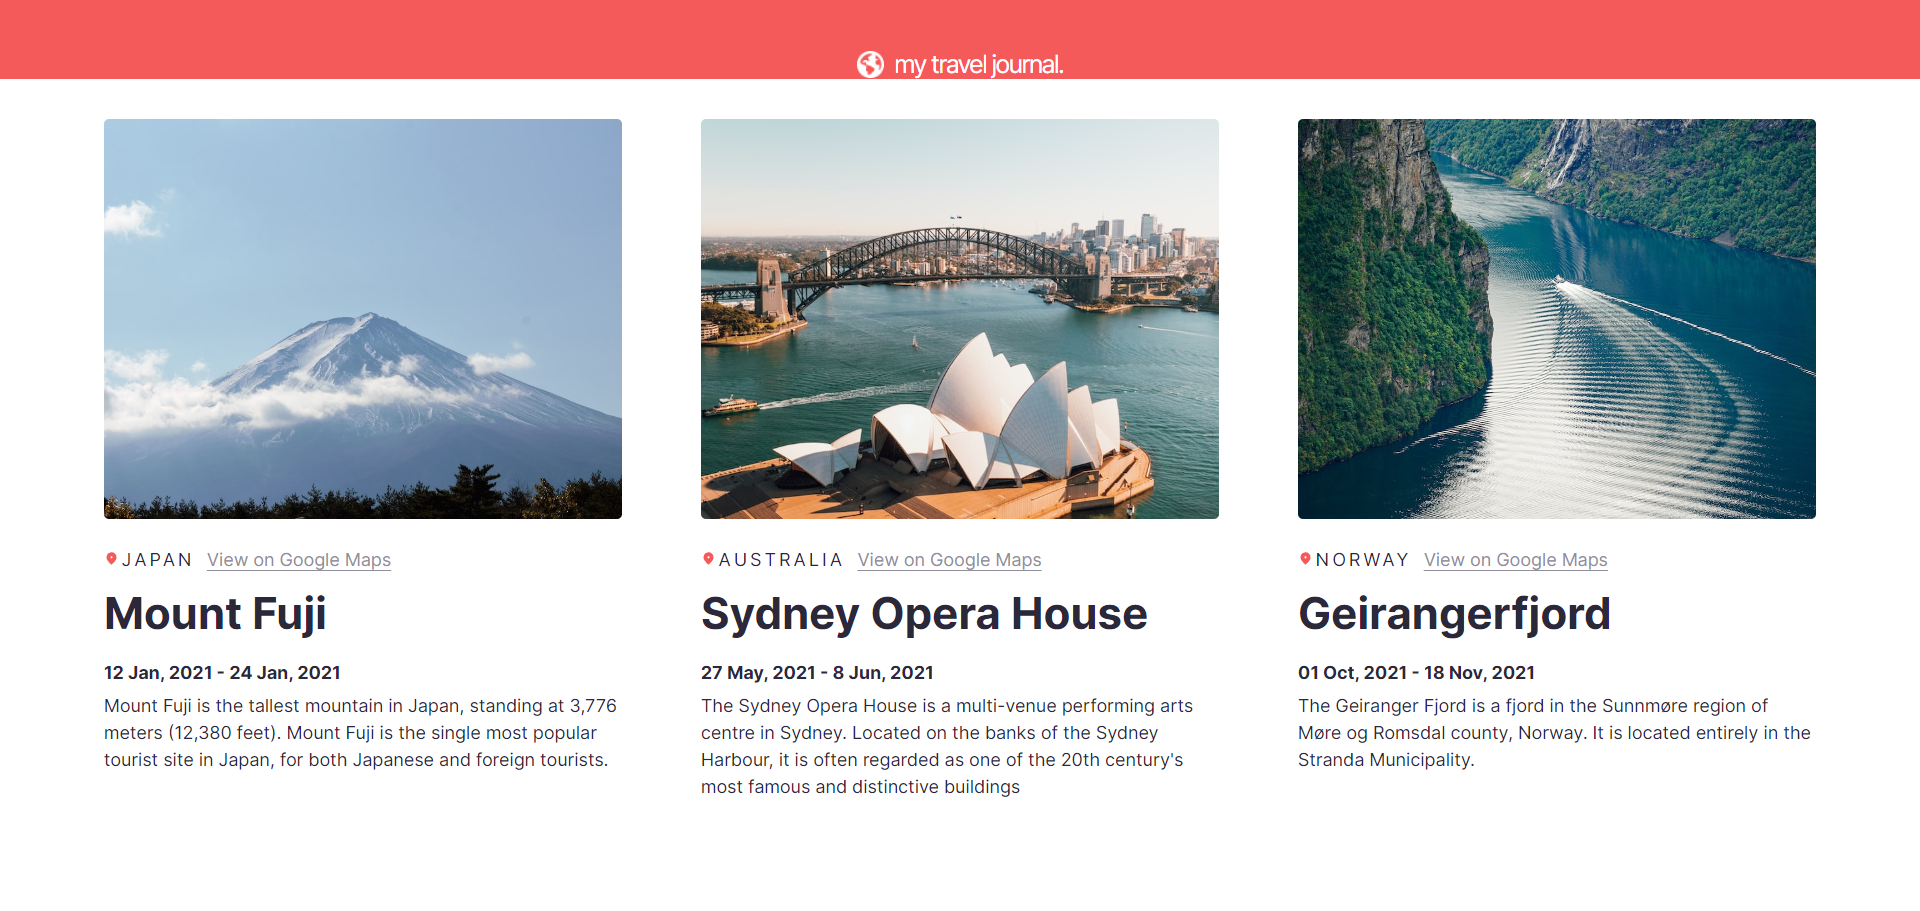 my travel journal.
JAPAN View on Google Maps
Mount Fuji
12 Jan, 2021 - 24 Jan, 2021
Mount Fuji is the tallest mountain in Japan, standing at 3,776
meters (12,380 feet). Mount Fuji is the single most popular
tourist site in Japan, for both Japanese and foreign tourists.
AUSTRALIA View on Google Maps
Sydney Opera House
27 May, 2021 - 8 Jun, 2021
The Sydney Opera House is a multi-venue performing arts
centre in Sydney. Located on the banks of the Sydney
Harbour, it is often regarded as one of the 20th century's
most famous and distinctive buildings
NORWAY View on Google Maps
Geirangerfjord
01 Oct, 2021 - 18 Nov, 2021
The Geiranger Fjord is a fjord in the Sunnmøre region of
Møre og Romsdal county, Norway. It is located entirely in the
Stranda Municipality.